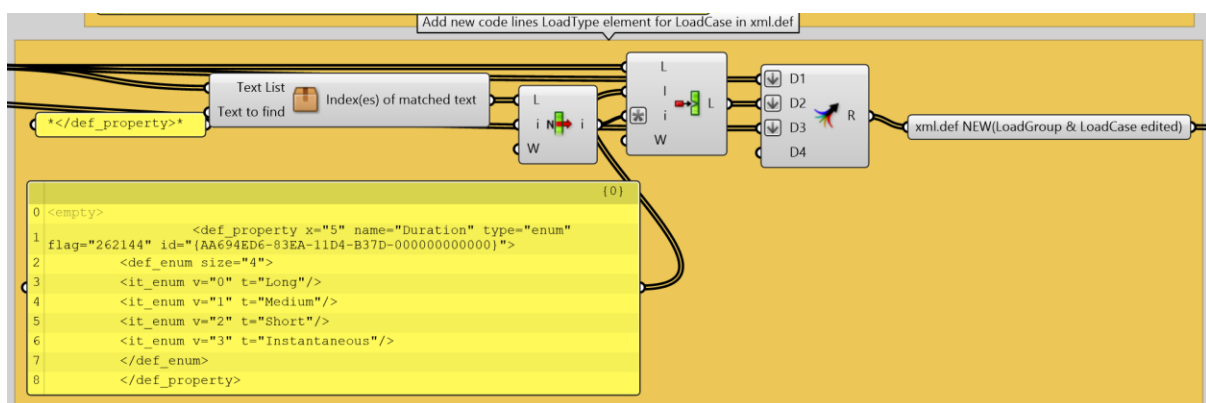 Add new code lines LoadType element for LoadCase in xml.def
Text List
Text to find
Index(es) of matched text
*</def_property>*
L
i
W
N
i
L
I
i
W
L
D1
D2
D3
D4
R
xml.def NEW(LoadGroup & LoadCase edited)
{0}
0 <empty>
1 <def_property x="5" name="Duration" type="enum"
flag="262144" id="{AA694ED6-83EA-11D4-B37D-000000000000}">
2 <def_enum size="4">
3 <it_enum v="0" t="Long"/>
4 <it_enum v="1" t="Medium"/>
5 <it_enum v="2" t="Short"/>
6 <it_enum v="3" t="Instantaneous"/>
7 </def_enum>
8 </def_property>